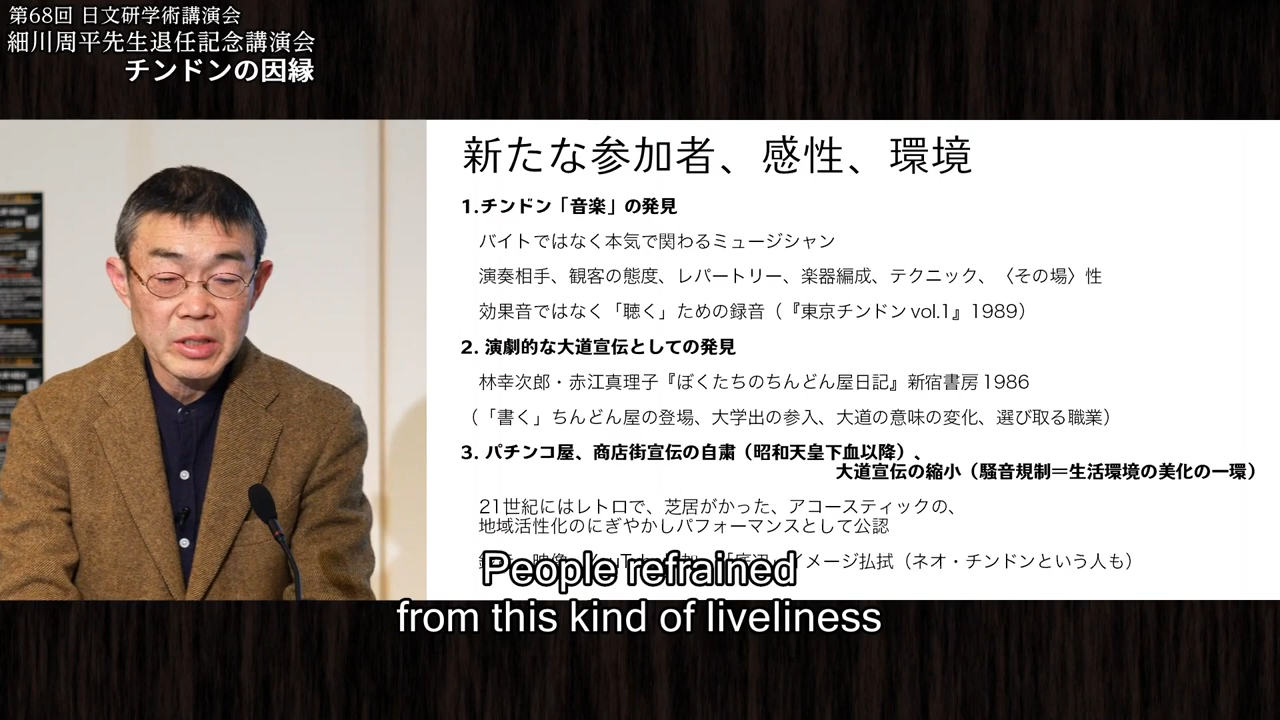 第68回 日文研学術講演会
細川周平先生退任記念講演会
チンドンの因縁
新たな参加者、感性、環境
1.チンドン「音楽」の発見
バイトではなく本気で関わるミュージシャン
演奏相手、観客の態度、レパートリー、楽器編成、テクニック、〈その場〉性
効果音ではなく「聴く」ための録音（『東京チンドン vol.1』1989）
2. 演劇的な大道宣伝としての発見
林幸次郎・赤江真理子『ぼくたちのちんどん屋日記』新宿書房 1986
（「書く」ちんどん屋の登場、大学出の参入、大道の意味の変化、選び取る職業）
3. パチンコ屋、商店街宣伝の自粛（昭和天皇下血以降）、
大道宣伝の縮小（騒音規制＝生活環境の美化の一環）
21世紀にはレトロで、芝居がかった、アコースティックの、
地域活性化のにぎやかしパフォーマンスとして公認
イメージ払拭（ネオ・チンドンという人も）
People refrained
from this kind of liveliness